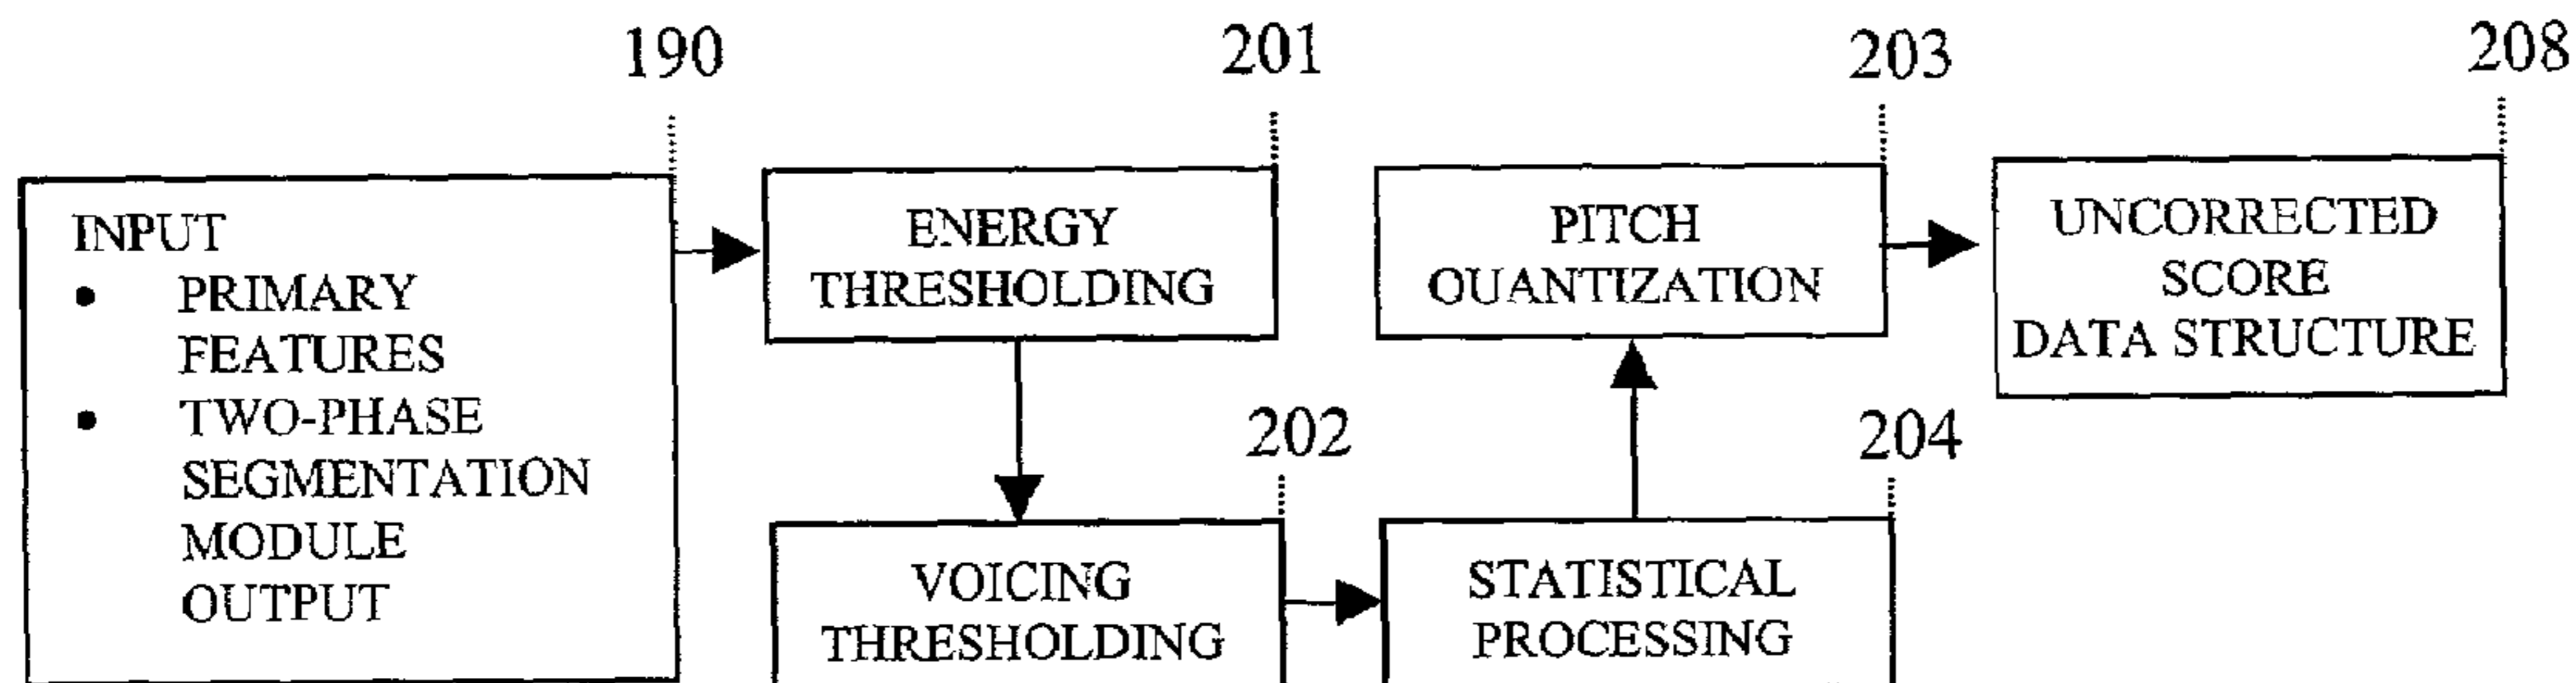 190
201
203
208
INPUT
• PRIMARY
FEATURES
• TWO-PHASE
SEGMENTATION
MODULE
OUTPUT
ENERGY
THRESHOLDING
PITCH
QUANTIZATION
UNCORRECTED
SCORE
DATA STRUCTURE
202
204
VOICING
THRESHOLDING
STATISTICAL
PROCESSING